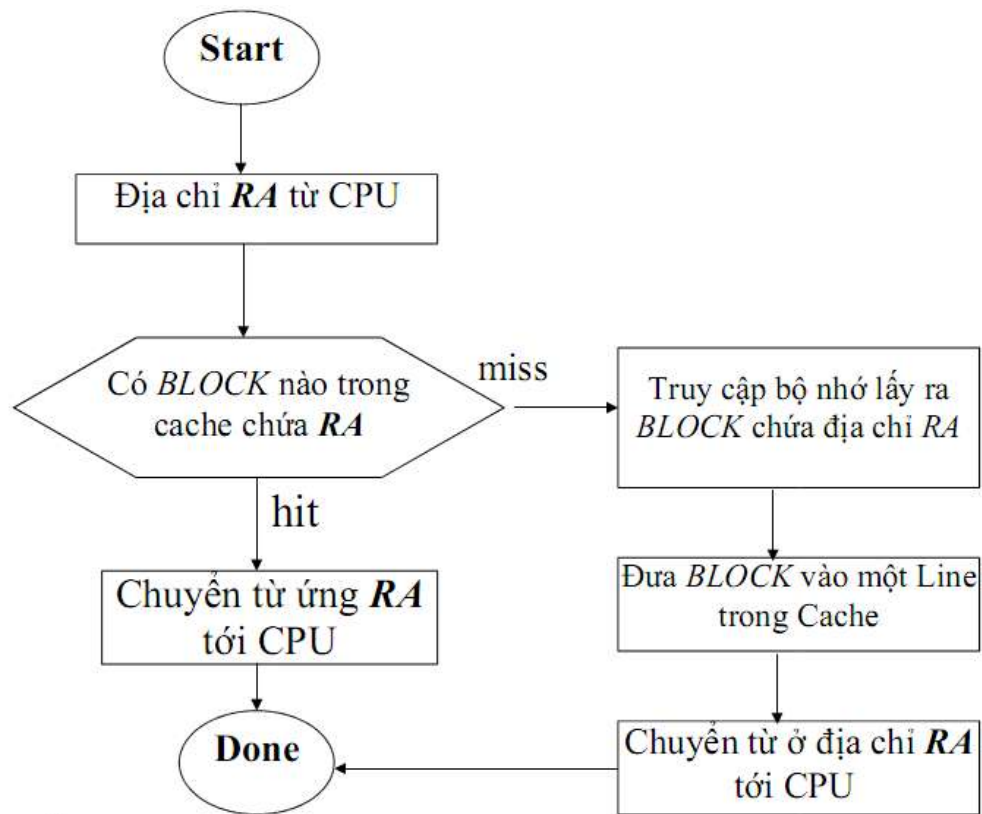 Start
Địa chỉ RA từ CPU
Có BLOCK nào trong
cache chứa RA
miss
Truy cập bộ nhớ lấy ra
BLOCK chứa địa chỉ RA
hit
Chuyển từ ứng RA
tới CPU
Đưa BLOCK vào một Line
trong Cache
Done
Chuyển từ ở địa chỉ RA
tới CPU